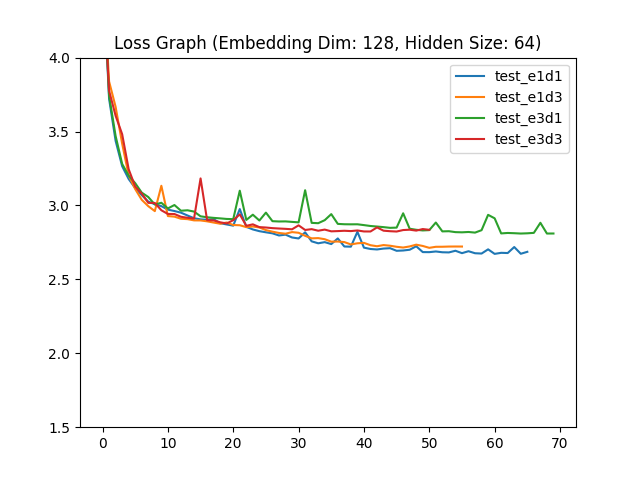 Loss Graph (Embedding Dim: 128, Hidden Size: 64)
test_e1d1
test_e1d3
test_e3d1
test_e3d3
4.0
3.5
3.0
2.5
2.0
1.5
0 10 20 30 40 50 60 70